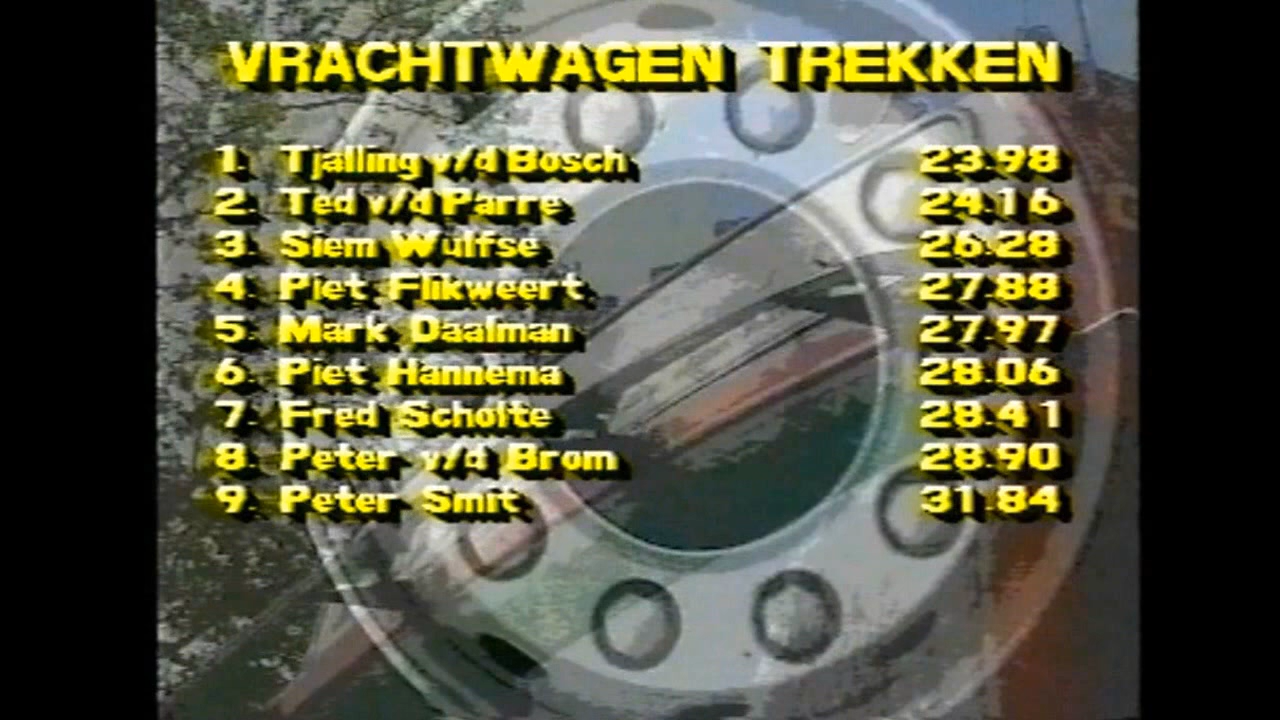 VRACHTWAGEN TREKKEN
1. Tjalling v/d Bosch 23.98
2. Ted v/d Parre 24.16
3. Siem Wulfse 26.28
4. Piet Flikweert 27.88
5. Mark Daalman 27.97
6. Piet Hannema 28.06
7. Fred Scholte 28.41
8. Peter v/d Brom 28.90
9. Peter Smit 31.84